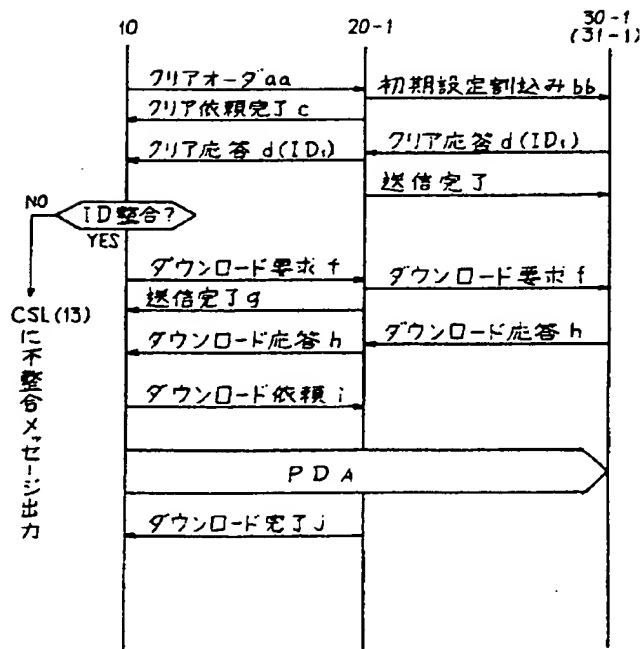 10
20-1
30-1
(31-1)
クリアオーダaa
初期設定割込みbb
クリア依頼完了c
クリア応答d(ID₁)
クリア応答d(ID₁)
送信完了
NO
ID整合?
YES
ダウンロード要求f
ダウンロード要求f
送信完了g
CSL(13)
に不整合メッセージ出力
ダウンロード応答h
ダウンロード応答h
ダウンロード依頼i
PDA
ダウンロード完了j